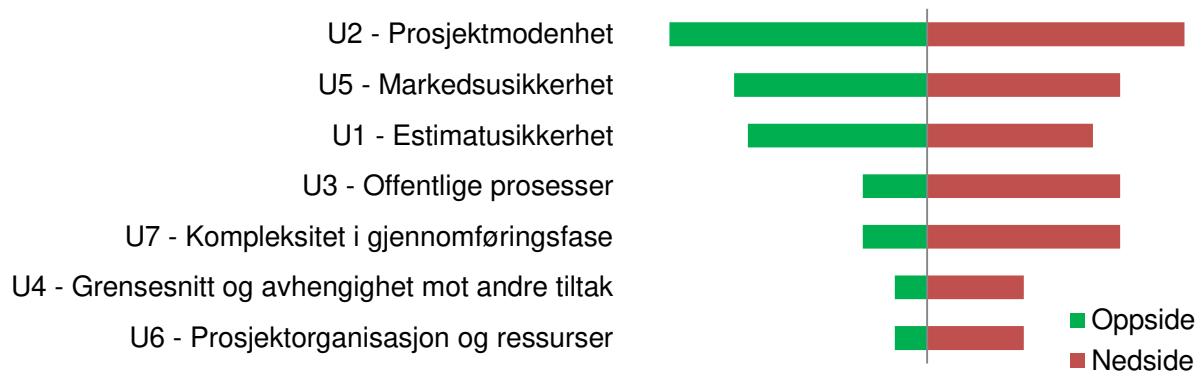 U2 - Prosjektmodenhet
U5 - Markedsusikkerhet
U1 - Estimatusikkerhet
U3 - Offentlige prosesser
U7 - Kompleksitet i gjennomføringsfase
U4 - Grensesnitt og avhengighet mot andre tiltak
U6 - Prosjektorganisasjon og ressurser
Oppside
Nedside